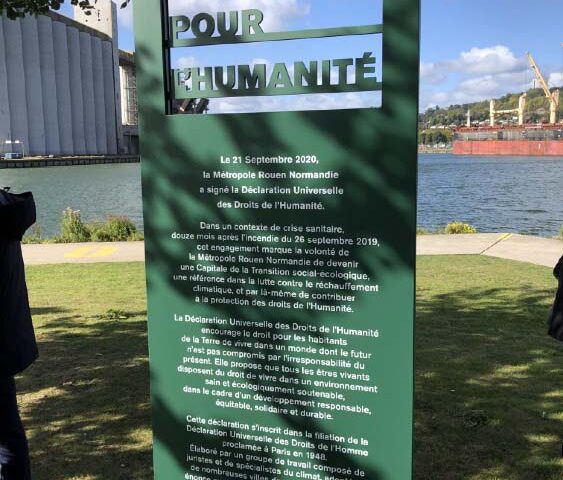 POUR
L'HUMANITÉ
Le 21 Septembre 2020,
la Métropole Rouen Normandie
a signé la Déclaration Universelle
des Droits de l'Humanité.
Dans un contexte de crise sanitaire,
douze mois après l'incendie du 26 septembre 2019,
cet engagement marque la volonté de
la Métropole Rouen Normandie de devenir
une Capitale de la Transition social-écologique,
une référence dans la lutte contre le réchauffement
climatique, et par là-même de contribuer
à la protection des droits de l'Humanité.
La Déclaration Universelle des Droits de l'Humanité
encourage le droit pour les habitants
de la Terre de vivre dans un monde dont le futur
n'est pas compromis par l'irresponsabilité du
présent. Elle propose que tous les êtres vivants
disposent du droit de vivre dans un environnement
sain et écologiquement soutenable,
dans le cadre d'un développement responsable,
équitable, solidaire et durable.
Cette déclaration s'inscrit dans la filiation de la
Déclaration Universelle des Droits de l'Homme
proclamée à Paris en 1948.
Élaboré par un groupe de travail composé de
juristes et de spécialistes du climat,
de nombreuses villes